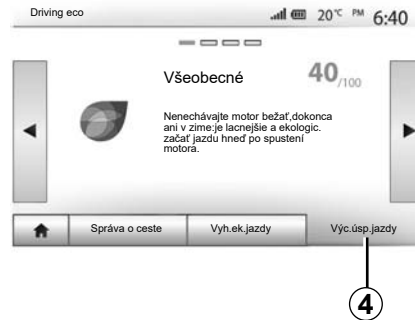 Driving eco
20°C PM 6:40
Všeobecné
40/100
Nenechávajte motor bežať,dokonca
ani v zime:je lacnejšie a ekologic.
začať jazdu hneď po spustení
motora.
Správa o ceste
Vyh.ek.jazdy
Výc.úsp.jazdy
4